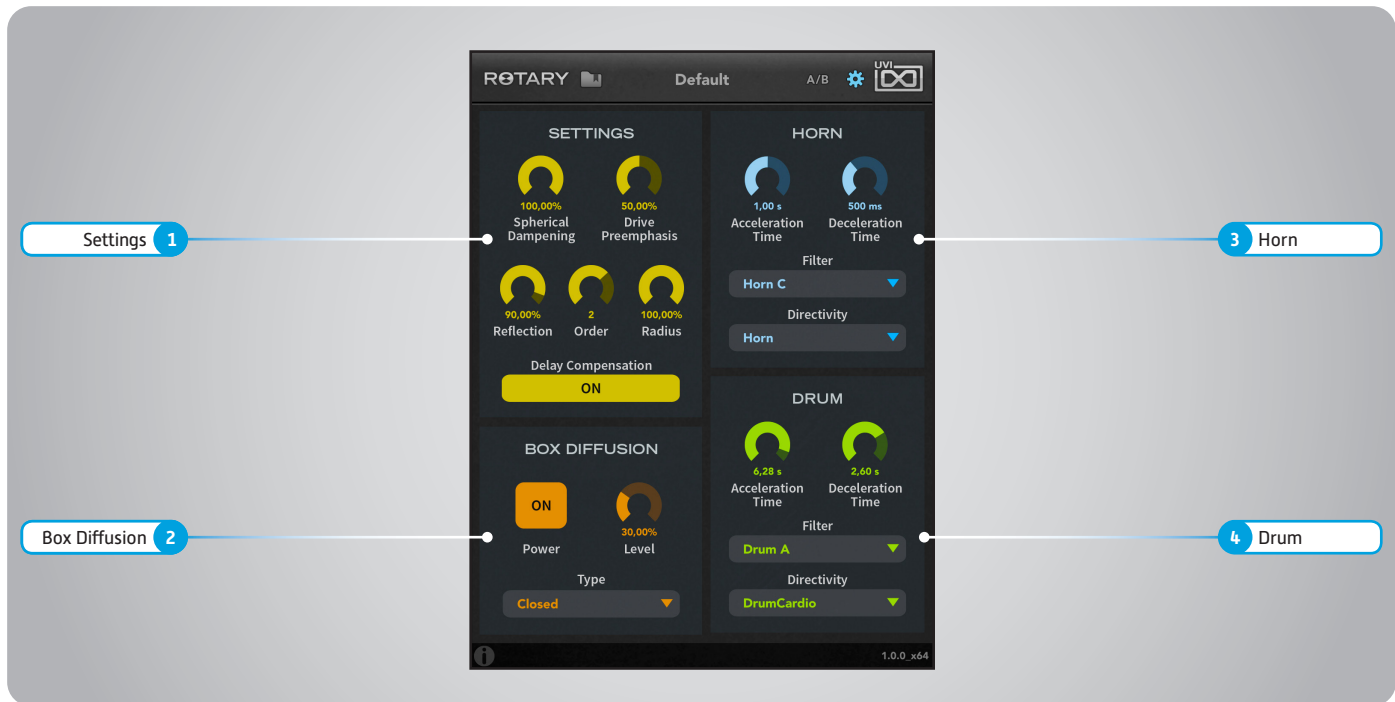 ROTARY
Default
A/B
UVI
SETTINGS
100,00%
Spherical
Dampening
50,00%
Drive
Preemphasis
90,00%
Reflection
2
Order
100,00%
Radius
Delay Compensation
ON
BOX DIFFUSION
ON
Power
30,00%
Level
Type
Closed
HORN
1,00 s
Acceleration
Time
500 ms
Deceleration
Time
Filter
Horn C
Directivity
Horn
DRUM
6,28 s
Acceleration
Time
2,60 s
Deceleration
Time
Filter
Drum A
Directivity
DrumCardio
1.0.0_x64
Settings 1
Box Diffusion 2
3 Horn
4 Drum